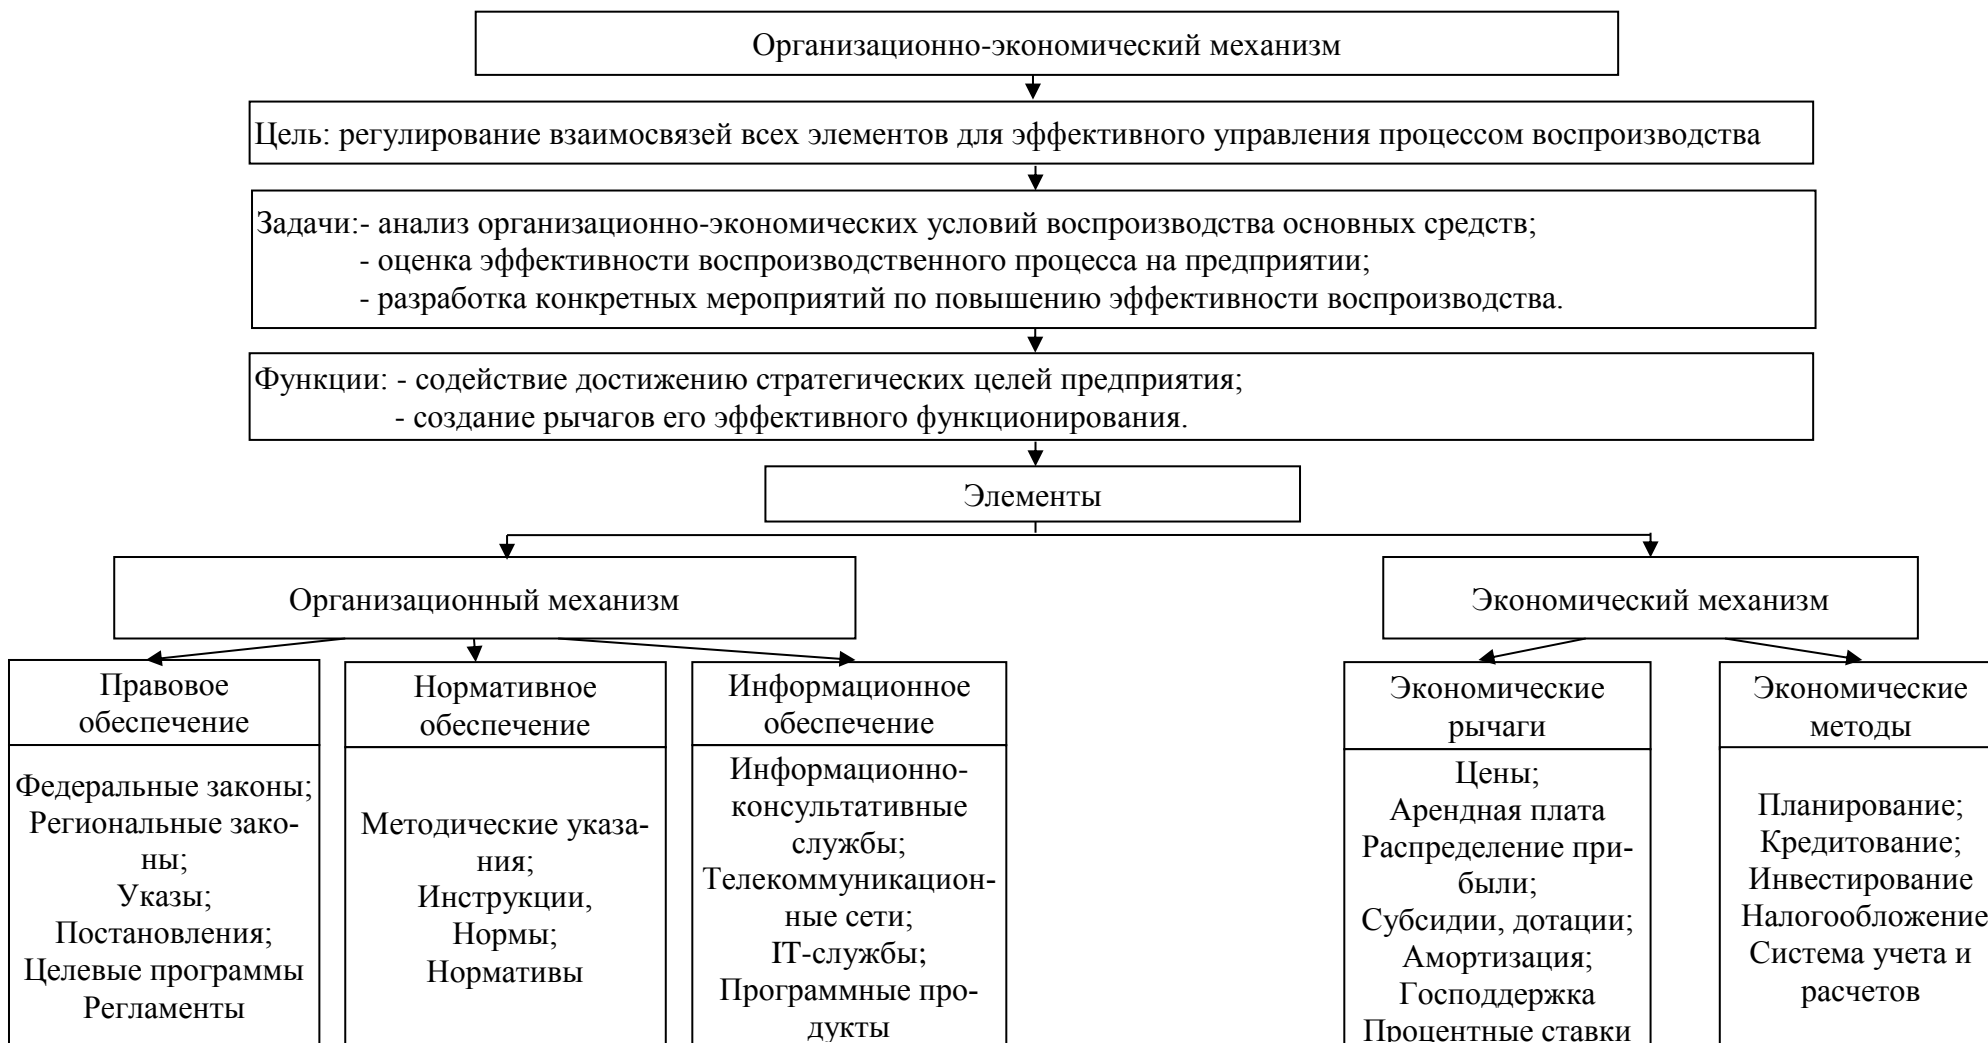 Организационно-экономический механизм
Цель: регулирование взаимосвязей всех элементов для эффективного управления процессом воспроизводства
Задачи:- анализ организационно-экономических условий воспроизводства основных средств;
- оценка эффективности воспроизводственного процесса на предприятии;
- разработка конкретных мероприятий по повышению эффективности воспроизводства.
Функции: - содействие достижению стратегических целей предприятия;
- создание рычагов его эффективного функционирования.
Элементы
Организационный механизм
Экономический механизм
Правовое
обеспечение
Федеральные законы;
Региональные зако-
ны;
Указы;
Постановления;
Целевые программы
Регламенты
Нормативное
обеспечение
Методические указа-
ния;
Инструкции,
Нормы;
Нормативы
Информационное
обеспечение
Информационно-
консультативные
службы;
Телекоммуникацион-
ные сети;
IT-службы;
Программные про-
дукты
Экономические
рычаги
Цены;
Арендная плата
Распределение при-
были;
Субсидии, дотации;
Амортизация;
Господдержка
Процентные ставки
Экономические
методы
Планирование;
Кредитование;
Инвестирование
Налогообложение
Система учета и
расчетов